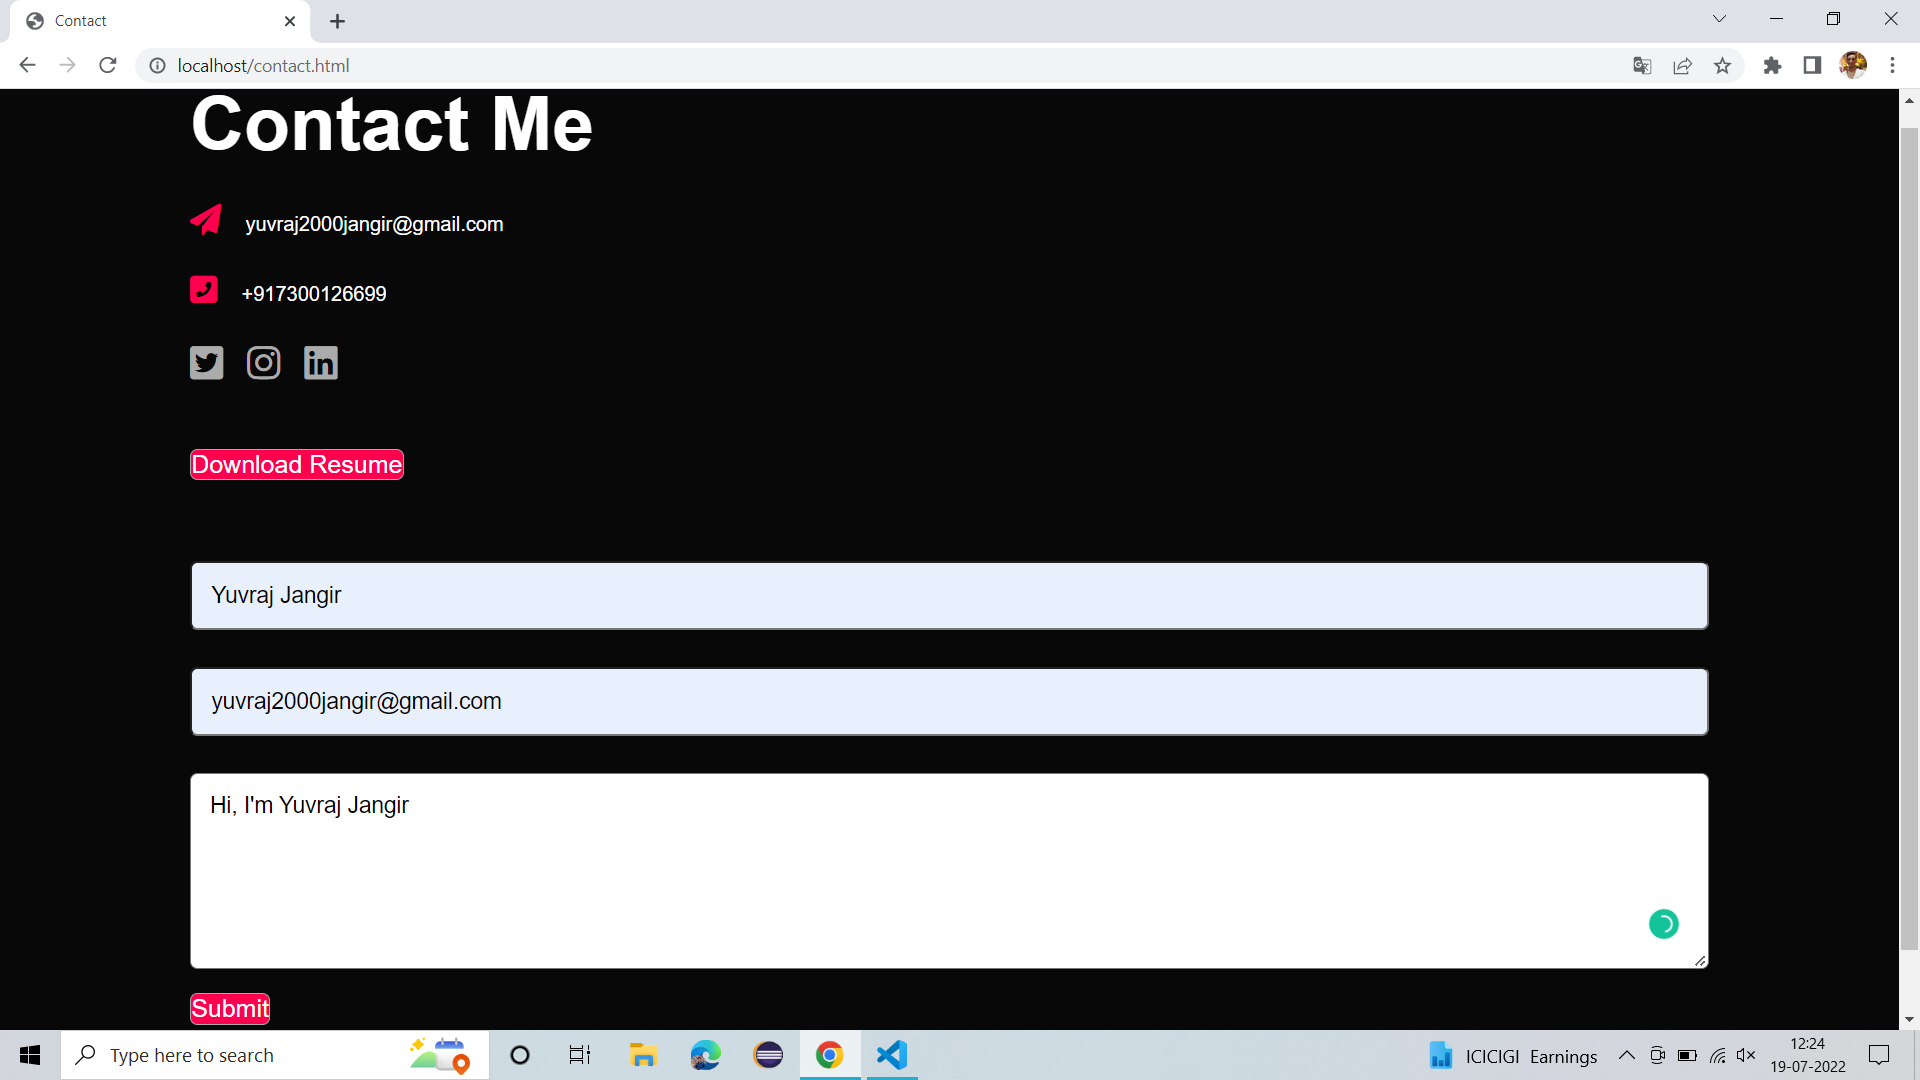 Contact
localhost/contact.html
Contact Me
yuvraj2000jangir@gmail.com
+917300126699
in
Download Resume
Yuvraj Jangir
yuvraj2000jangir@gmail.com
Hi, I'm Yuvraj Jangir
Submit
Type here to search
ICICIGI Earnings
12:24
19-07-2022